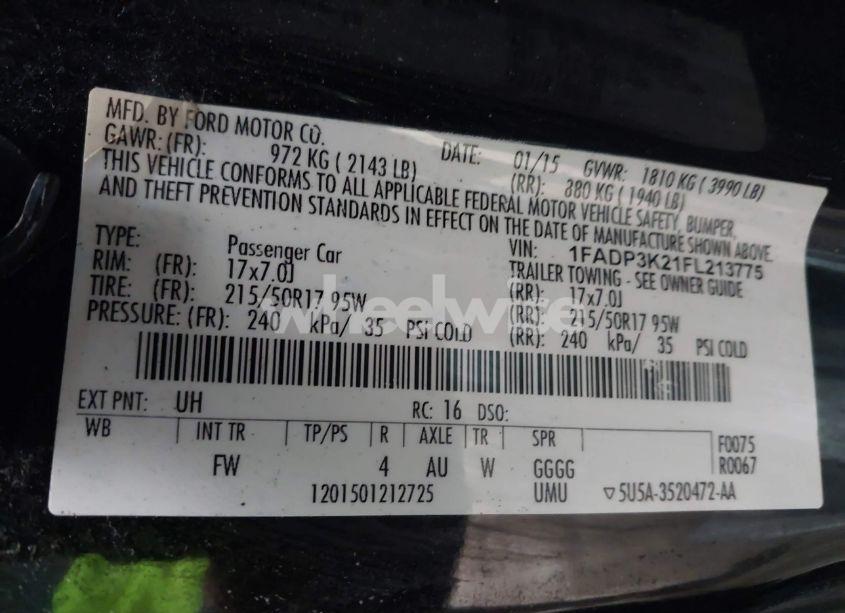 MFD. BY FORD MOTOR CO. DATE: 01/15 GVWR: 1810 KG ( 3990 LB)
GAWR: (FR): 972 KG ( 2143 LB) (RR): 880 KG ( 1940 LB)
THIS VEHICLE CONFORMS TO ALL APPLICABLE FEDERAL MOTOR VEHICLE SAFETY, BUMPER,
AND THEFT PREVENTION STANDARDS IN EFFECT ON THE DATE OF MANUFACTURE SHOWN ABOVE.
VIN: 1FADP3K21FL213775
TYPE: Passenger Car TRAILER TOWING - SEE OWNER GUIDE
RIM: (FR): 17x7.0J (RR): 17x7.0J
TIRE: (FR): 215/50R17 95W (RR): 215/50R17 95W
PRESSURE: (FR): 240 kPa/ 35 PSI COLD (RR): 240 kPa/ 35 PSI COLD
wheelwise
EXT PNT: UH RC: 16 DSO:
WB INT TR TP/PS R AXLE TR SPR F0075
FW 4 AU W GGGG R0067
1201501212725 UMU ▽5U5A-3520472-AA